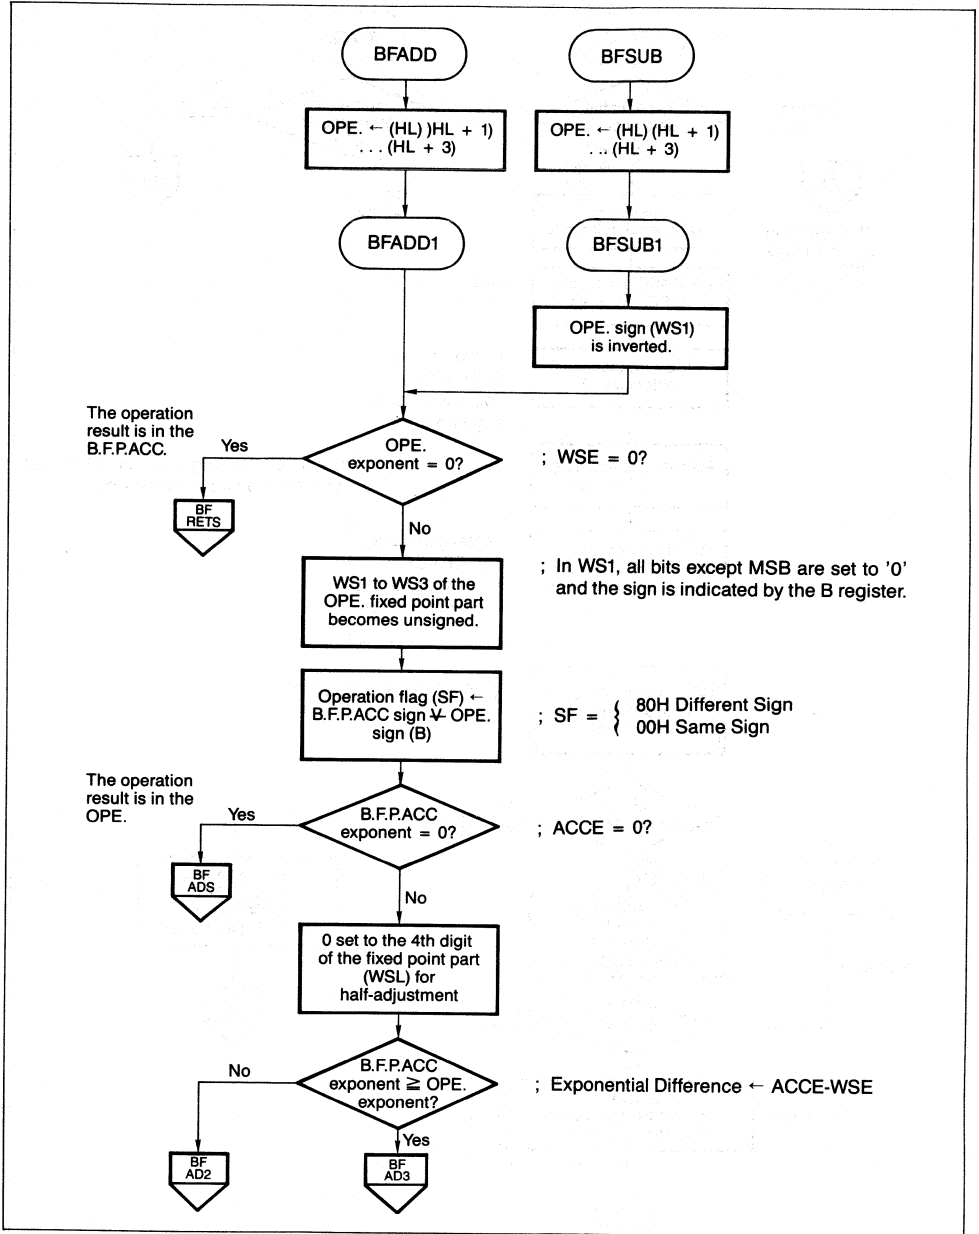 BFADD
BFSUB
OPE. ← (HL) )HL + 1)
. . . (HL + 3)
OPE. ← (HL) (HL + 1)
... (HL + 3)
BFADD1
BFSUB1
OPE. sign (WS1)
is inverted.
The operation
result is in the
B.F.P.ACC.
Yes
OPE.
exponent = 0?
; WSE = 0?
BF
RETS
No
WS1 to WS3 of the
OPE. fixed point part
becomes unsigned.
; In WS1, all bits except MSB are set to '0'
and the sign is indicated by the B register.
Operation flag (SF) ←
B.F.P.ACC sign ⊻ OPE.
sign (B)
; SF = { 80H Different Sign
00H Same Sign
The operation
result is in the
OPE.
Yes
B.F.P.ACC
exponent = 0?
; ACCE = 0?
BF
ADS
No
0 set to the 4th digit
of the fixed point part
(WSL) for
half-adjustment
No
B.F.P.ACC
exponent ≧ OPE.
exponent?
; Exponential Difference ← ACCE-WSE
Yes
BF
AD2
BF
AD3